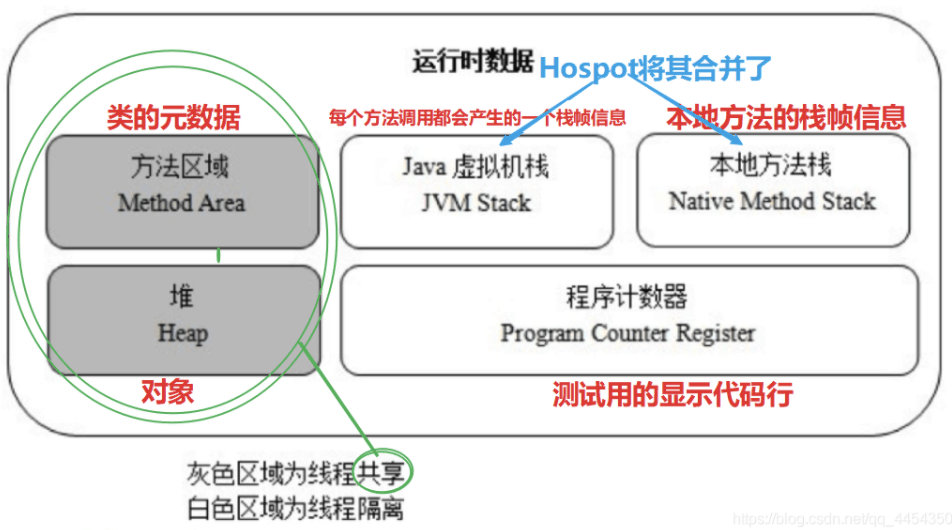 运行时数据
Hospot将其合并了
类的元数据
每个方法调用都会产生的一个栈帧信息
本地方法的栈帧信息
方法区域
Method Area
Java 虚拟机栈
JVM Stack
本地方法栈
Native Method Stack
堆
Heap
程序计数器
Program Counter Register
对象
测试用的显示代码行
灰色区域为线程共享
白色区域为线程隔离